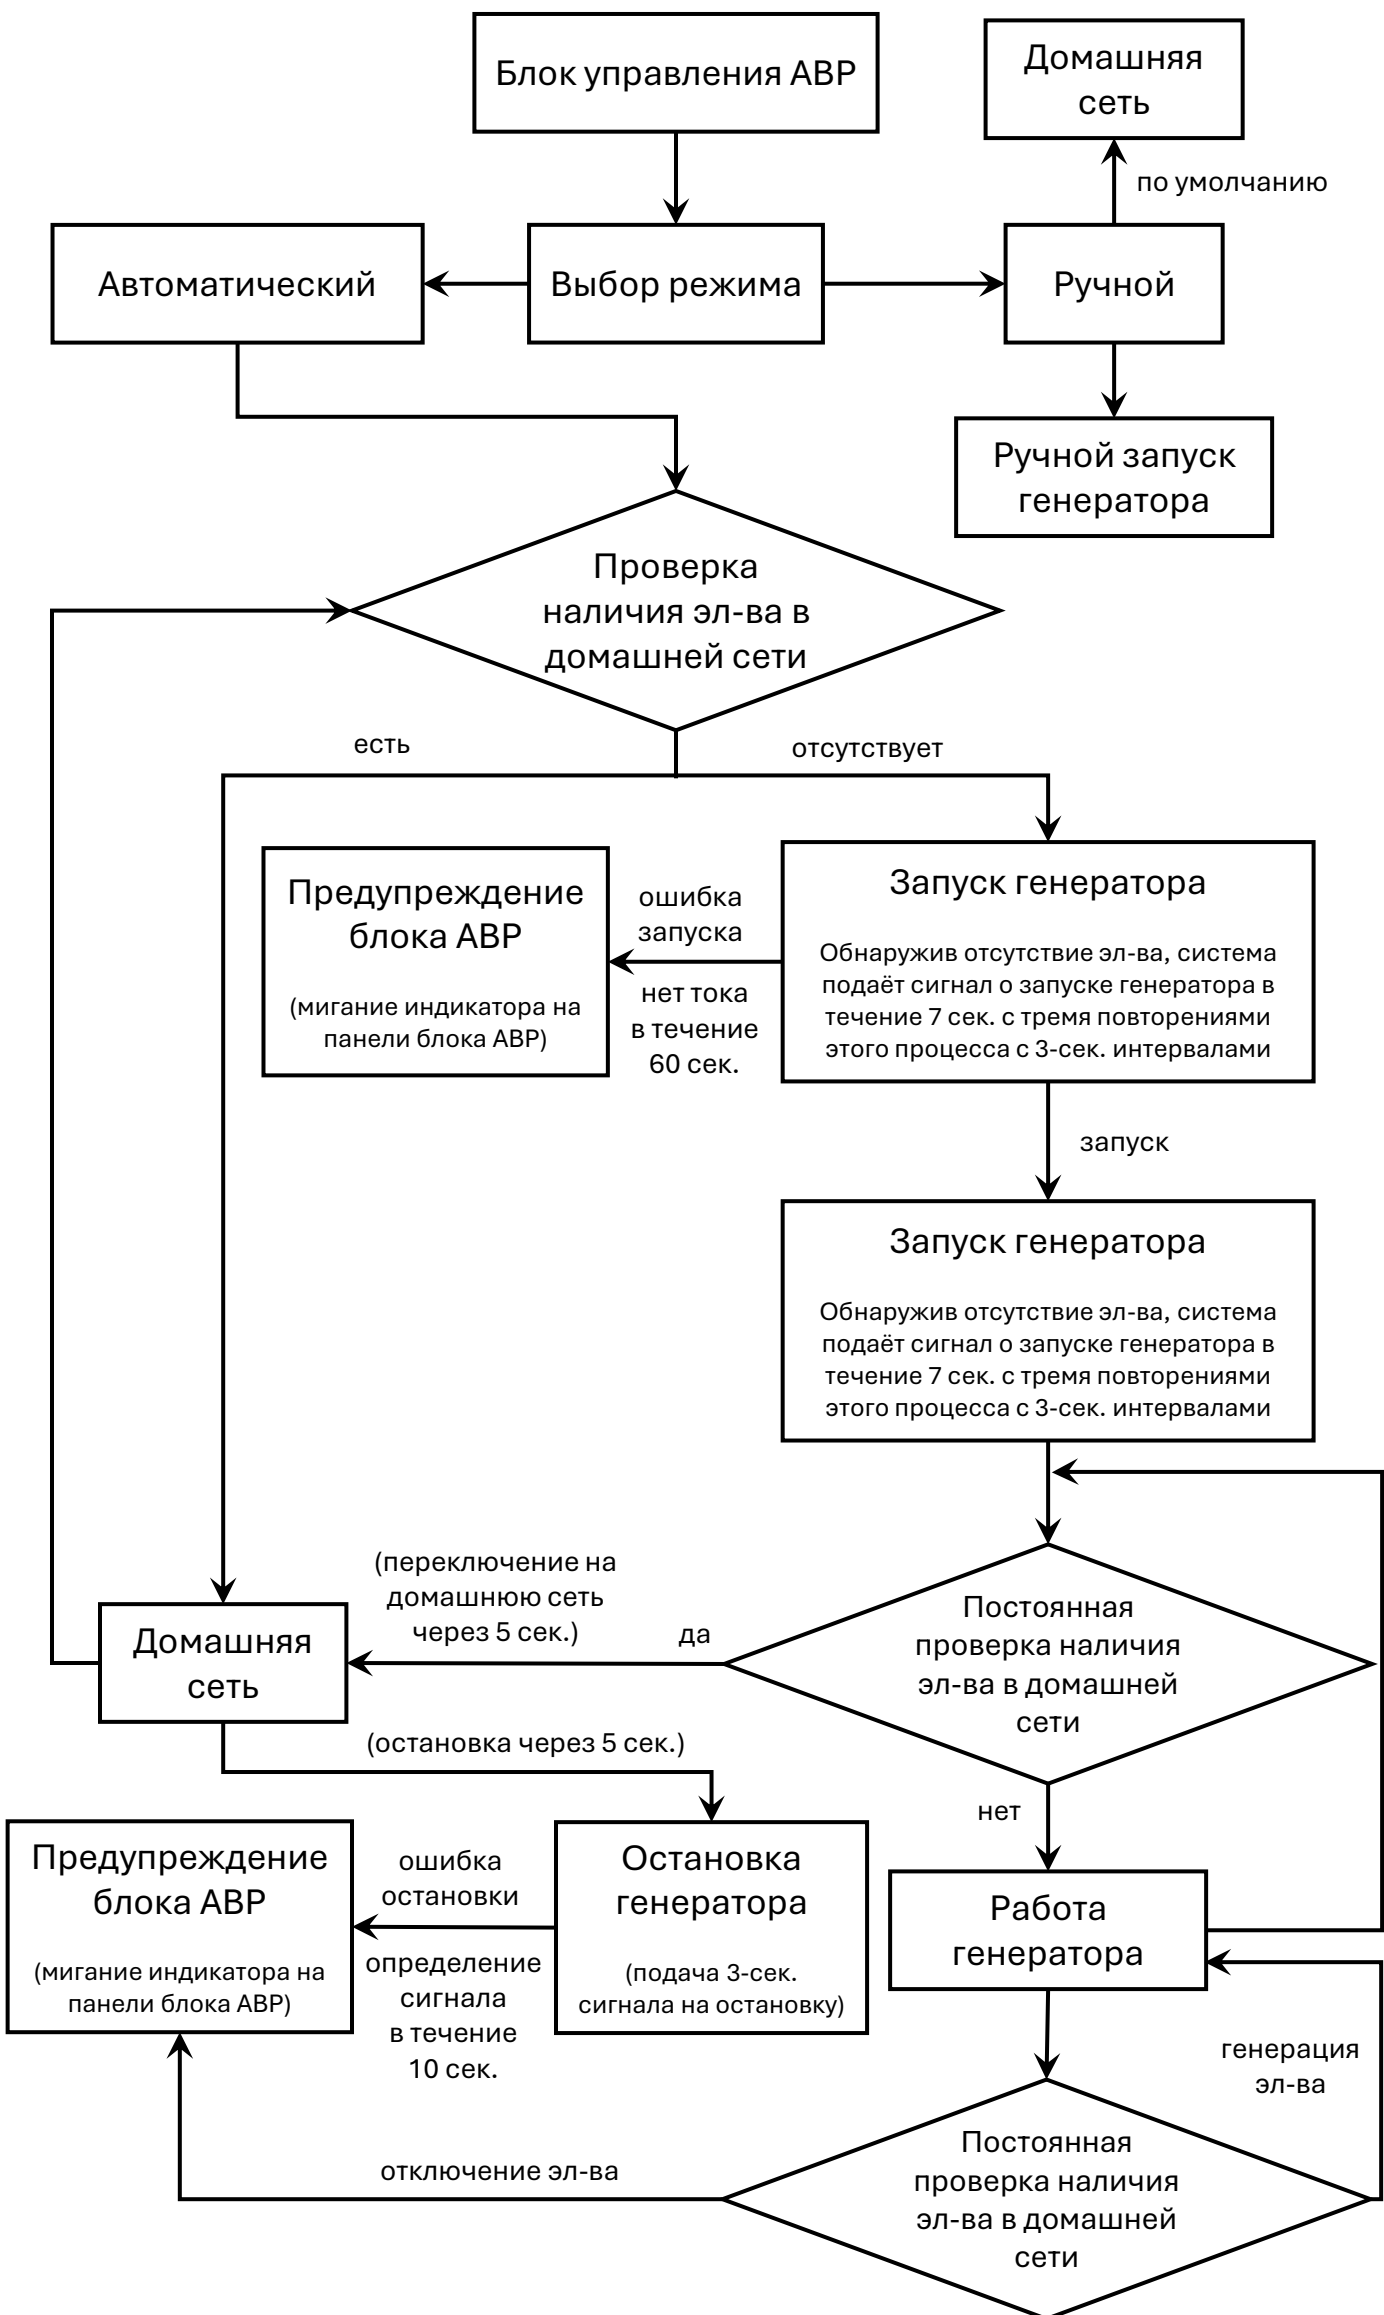 Блок управления АВР
Домашняя
сеть
по умолчанию
Автоматический
Выбор режима
Ручной
Ручной запуск
генератора
Проверка
наличия эл-ва в
домашней сети
есть
отсутствует
Предупреждение
блока АВР
(мигание индикатора на
панели блока АВР)
ошибка
запуска
нет тока
в течение
60 сек.
Запуск генератора
Обнаружив отсутствие эл-ва, система
подаёт сигнал о запуске генератора в
течение 7 сек. с тремя повторениями
этого процесса с 3-сек. интервалами
запуск
Запуск генератора
Обнаружив отсутствие эл-ва, система
подаёт сигнал о запуске генератора в
течение 7 сек. с тремя повторениями
этого процесса с 3-сек. интервалами
(переключение на
домашнюю сеть
через 5 сек.)
да
Постоянная
проверка наличия
эл-ва в домашней
сети
Домашняя
сеть
(остановка через 5 сек.)
нет
Предупреждение
блока АВР
(мигание индикатора на
панели блока АВР)
ошибка
остановки
определение
сигнала
в течение
10 сек.
Остановка
генератора
(подача 3-сек.
сигнала на остановку)
Работа
генератора
генерация
эл-ва
отключение эл-ва
Постоянная
проверка наличия
эл-ва в домашней
сети